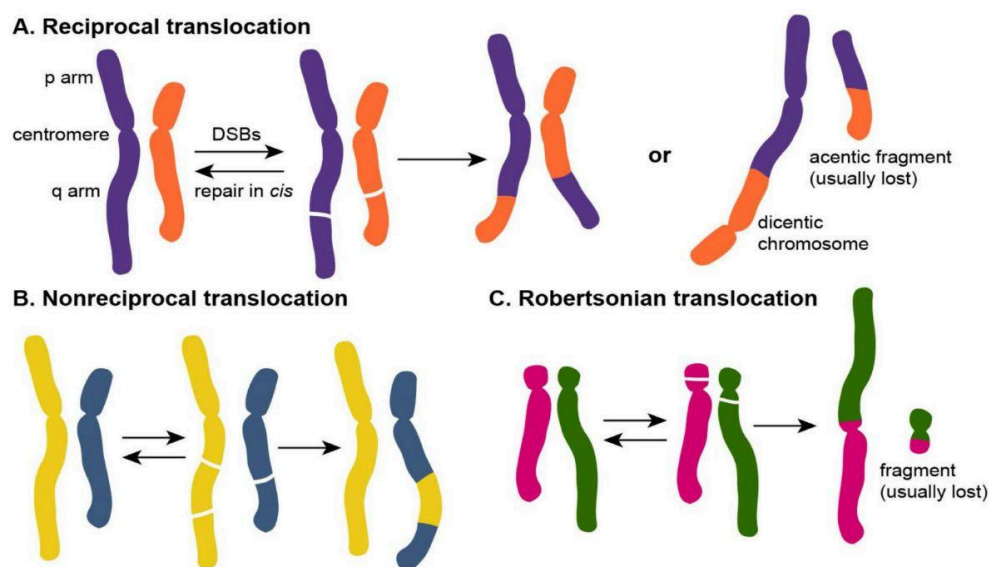 A. Reciprocal translocation
p arm
centromere
q arm
DSBs
repair in cis
or
acentic fragment
(usually lost)
dicentic
chromosome
B. Nonreciprocal translocation
C. Robertsonian translocation
fragment
(usually lost)